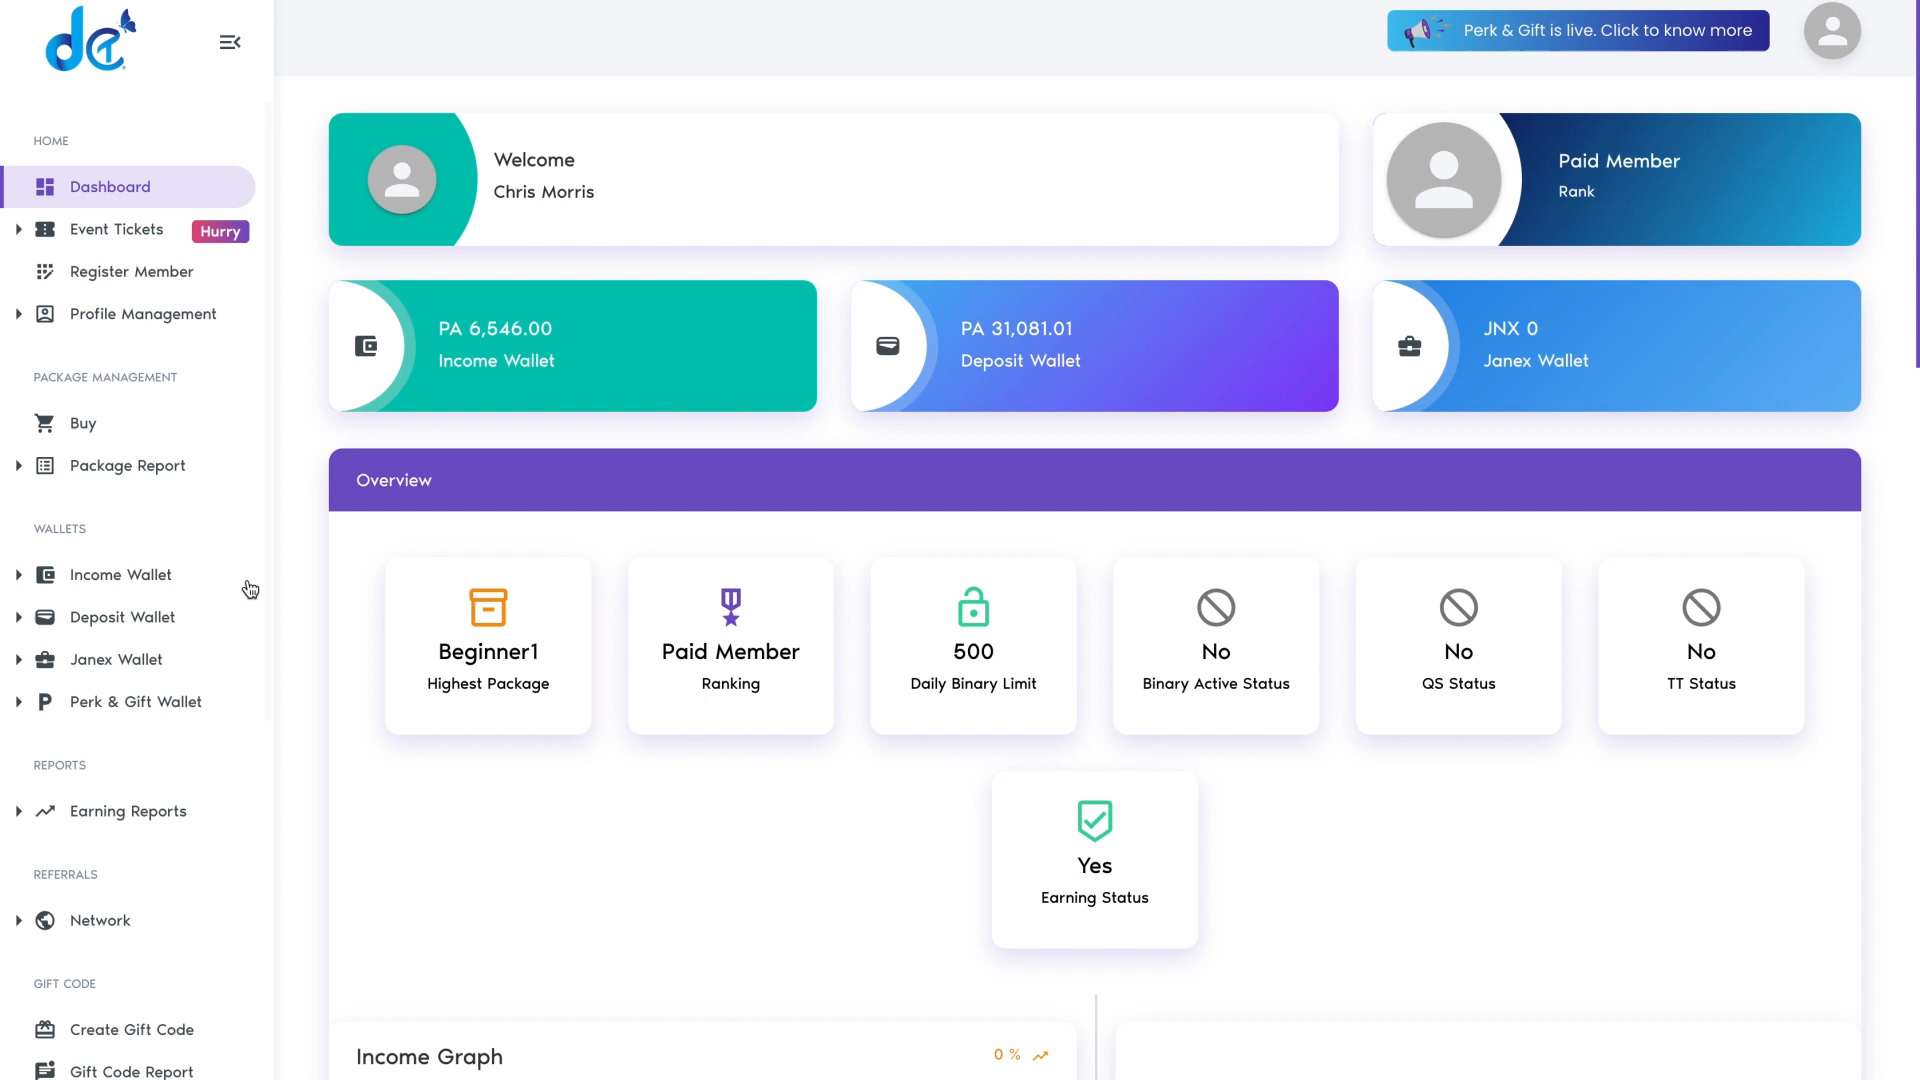 dct
Perk & Gift is live. Click to know more
HOME
Dashboard
Event Tickets
Hurry
Register Member
Profile Management
PACKAGE MANAGEMENT
Buy
Package Report
WALLETS
Income Wallet
Deposit Wallet
Janex Wallet
Perk & Gift Wallet
REPORTS
Earning Reports
REFERRALS
Network
GIFT CODE
Create Gift Code
Gift Code Report
Welcome
Chris Morris
Paid Member
Rank
PA 6,546.00
Income Wallet
PA 31,081.01
Deposit Wallet
JNX 0
Janex Wallet
Overview
Beginner1
Highest Package
Paid Member
Ranking
500
Daily Binary Limit
No
Binary Active Status
No
QS Status
No
TT Status
Yes
Earning Status
Income Graph
0 %